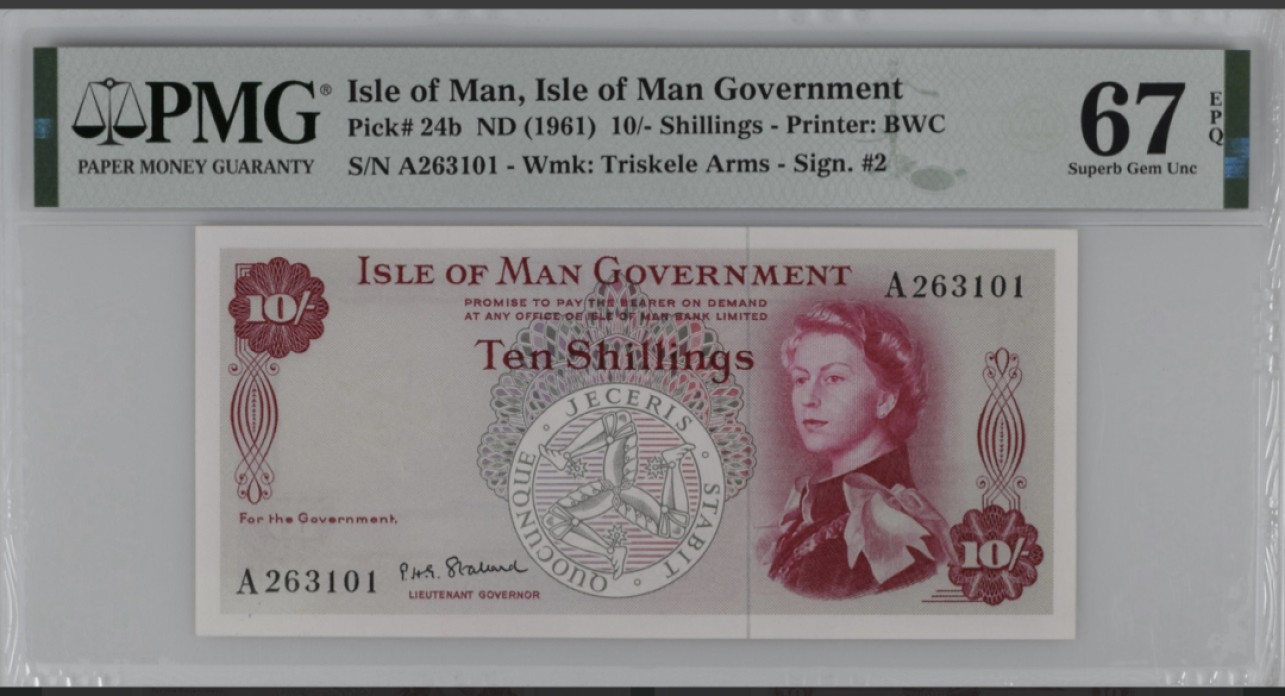 PMG®
PAPER MONEY GUARANTY
Isle of Man, Isle of Man Government
Pick# 24b ND (1961) 10/- Shillings - Printer: BWC
S/N A263101 - Wmk: Triskele Arms - Sign. #2
67
EPQ
Superb Gem Unc
10/-
ISLE OF MAN GOVERNMENT
A263101
PROMISE TO PAY THE BEARER ON DEMAND
AT ANY OFFICE OF ISLE OF MAN BANK LIMITED
Ten Shillings
QUOCUNQUE · JECERIS ° STABIT °
For the Government,
10/-
A263101
P.H.G. Stallard
LIEUTENANT GOVERNOR